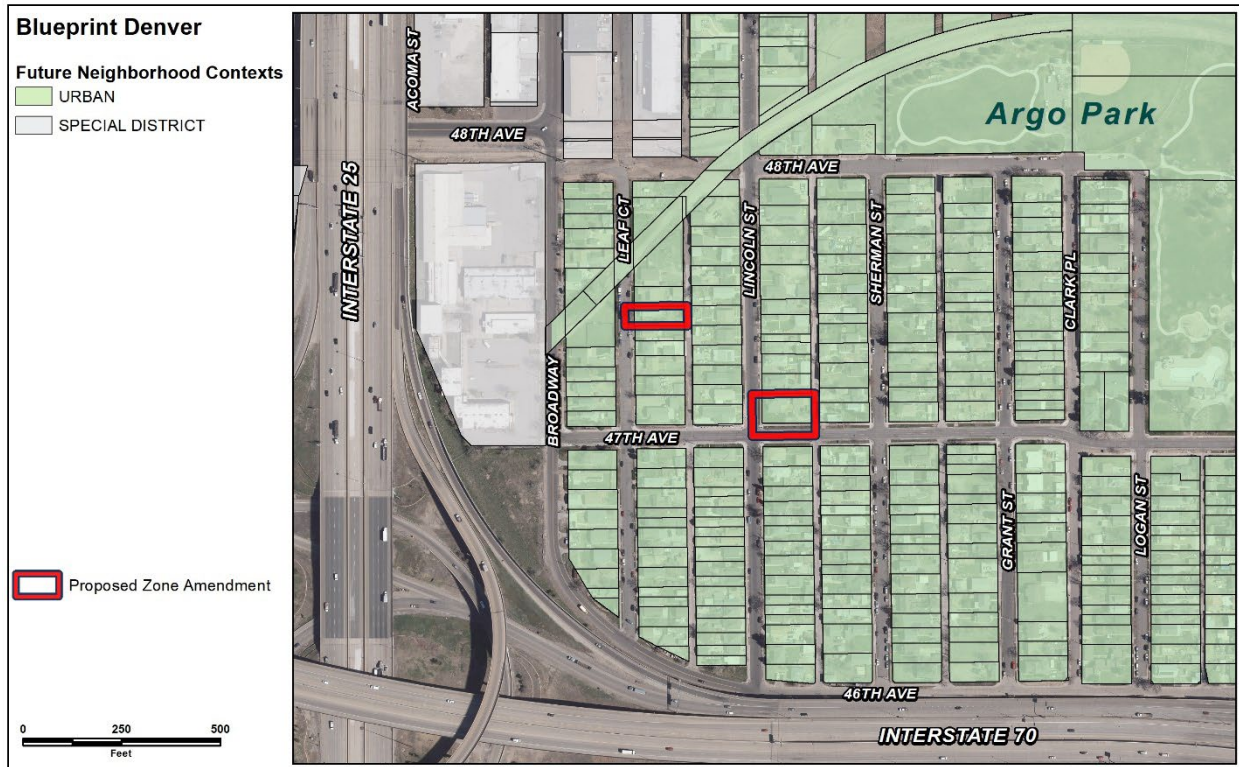 Blueprint Denver
Future Neighborhood Contexts
URBAN
SPECIAL DISTRICT
Proposed Zone Amendment
0 250 500
Feet
ACOMA ST
48TH AVE
INTERSTATE 25
Argo Park
48TH AVE
LEAF CT
LINCOLN ST
SHERMAN ST
CLARK PL
BROADWAY
47TH AVE
GRANT ST
LOGAN ST
46TH AVE
INTERSTATE 70